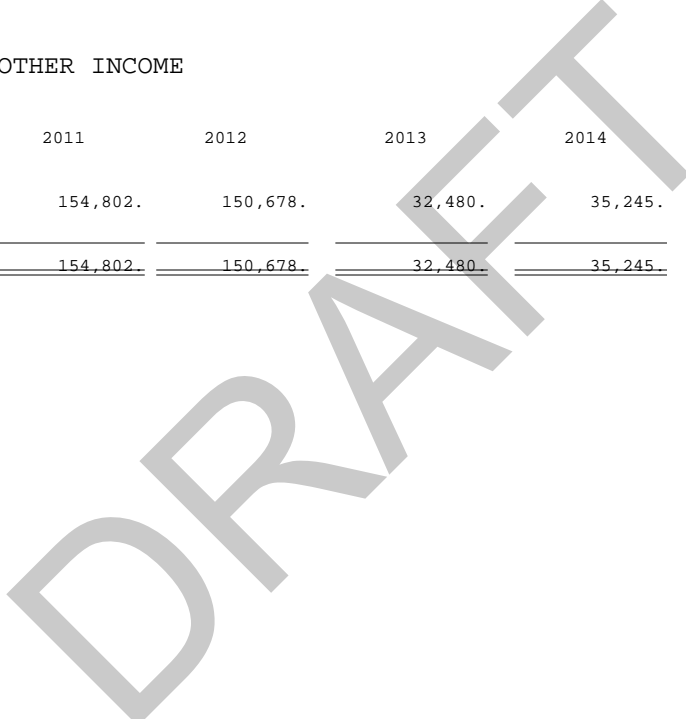 OTHER INCOME
2011 2012 2013 2014
154,802. 150,678. 32,480. 35,245.
154,802. 150,678. 32,480. 35,245.
DRAFT